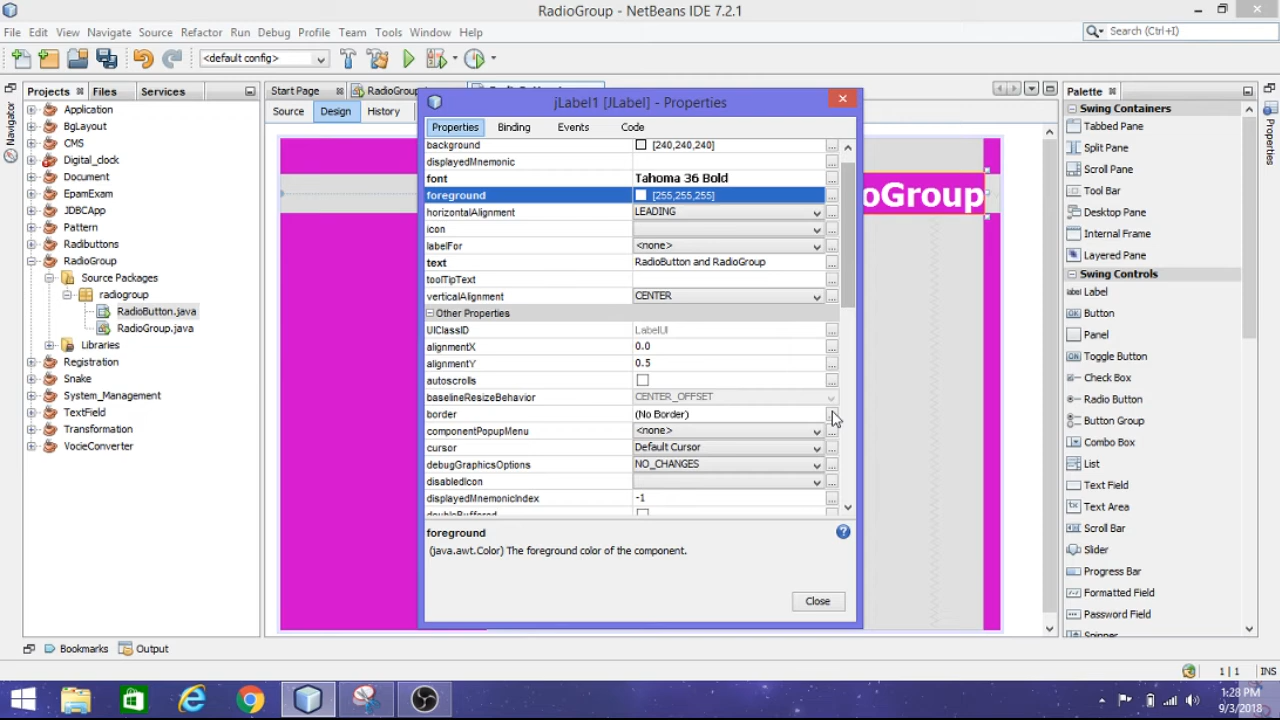 RadioGroup - NetBeans IDE 7.2.1
File Edit View Navigate Source Refactor Run Debug Profile Team Tools Window Help
Search (Ctrl+I)
<default config>
Projects Files Services
Start Page
RadioGroup
Palette
Source Design History
Navigator
Properties
Application
BgLayout
CMS
Digital_clock
Document
EpamExam
JDBCApp
Pattern
Radibuttons
RadioGroup
Source Packages
radiogroup
RadioButton.java
RadioGroup.java
Libraries
Registration
Snake
System_Management
TextField
Transformation
VocieConverter
oGroup
jLabel1 [JLabel] - Properties
Properties Binding Events Code
background [240,240,240]
displayedMnemonic
font Tahoma 36 Bold
foreground [255,255,255]
horizontalAlignment LEADING
icon
labelFor <none>
text RadioButton and RadioGroup
toolTipText
verticalAlignment CENTER
Other Properties
UIClassID LabelUI
alignmentX 0.0
alignmentY 0.5
autoscrolls
baselineResizeBehavior CENTER_OFFSET
border (No Border)
componentPopupMenu <none>
cursor Default Cursor
debugGraphicsOptions NO_CHANGES
disabledIcon
displayedMnemonicIndex -1
doubleBuffered
foreground
(java.awt.Color) The foreground color of the component.
Close
Swing Containers
Tabbed Pane
Split Pane
Scroll Pane
Tool Bar
Desktop Pane
Internal Frame
Layered Pane
Swing Controls
label Label
Button
Panel
Toggle Button
Check Box
Radio Button
Button Group
Combo Box
List
Text Field
Text Area
Scroll Bar
Slider
Progress Bar
Formatted Field
Password Field
Spinner
Bookmarks Output
1 | 1 INS
1:28 PM
9/3/2018